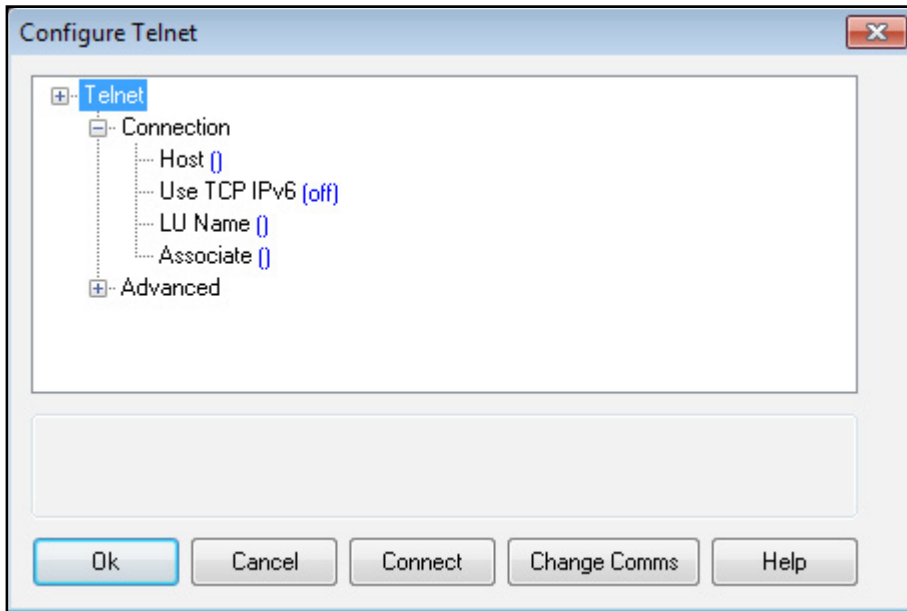 Configure Telnet
Telnet
Connection
Host ()
Use TCP IPv6 (off)
LU Name ()
Associate ()
Advanced
Ok Cancel Connect Change Comms Help